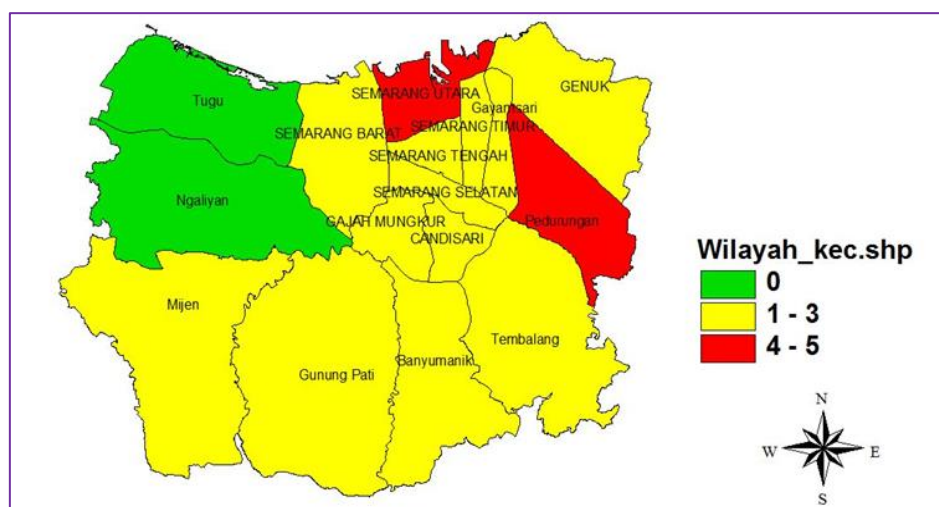 GENUK
SEMARANG UTARA
Tugu
Gayamsari
SEMARANG BARAT
SEMARANG TIMUR
SEMARANG TENGAH
Ngaliyan
SEMARANG SELATAN
GAJAH MUNGKUR
Pedurungan
CANDISARI
Mijen
Tembalang
Banyumanik
Gunung Pati
Wilayah_kec.shp
0
1 - 3
4 - 5
N
W
E
S